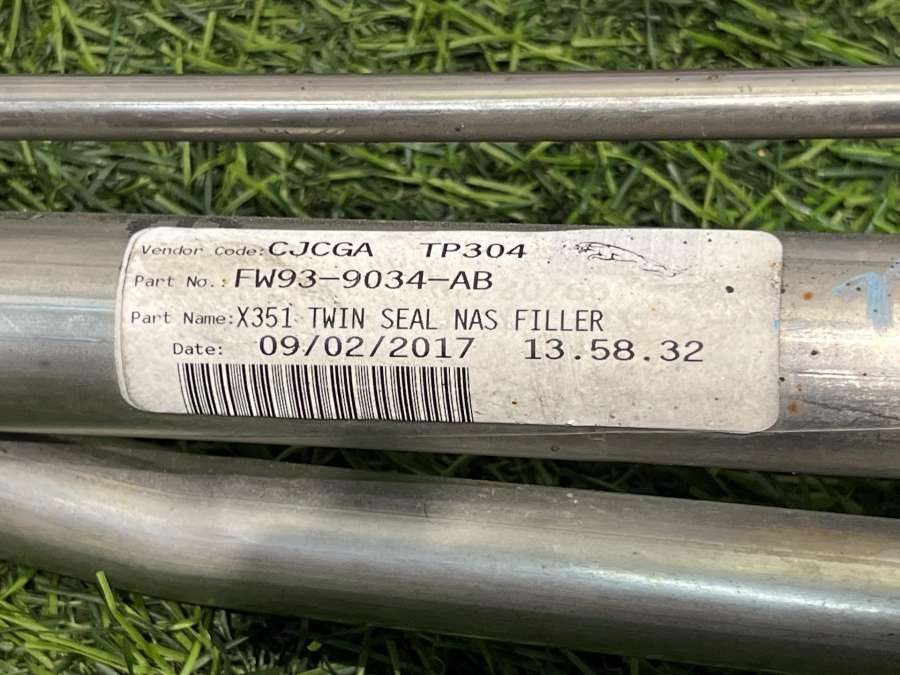 Vendor Code:CJCGA TP304
Part No.:FW93-9034-AB
Part Name:X351 TWIN SEAL NAS FILLER
Date: 09/02/2017 13.58.32